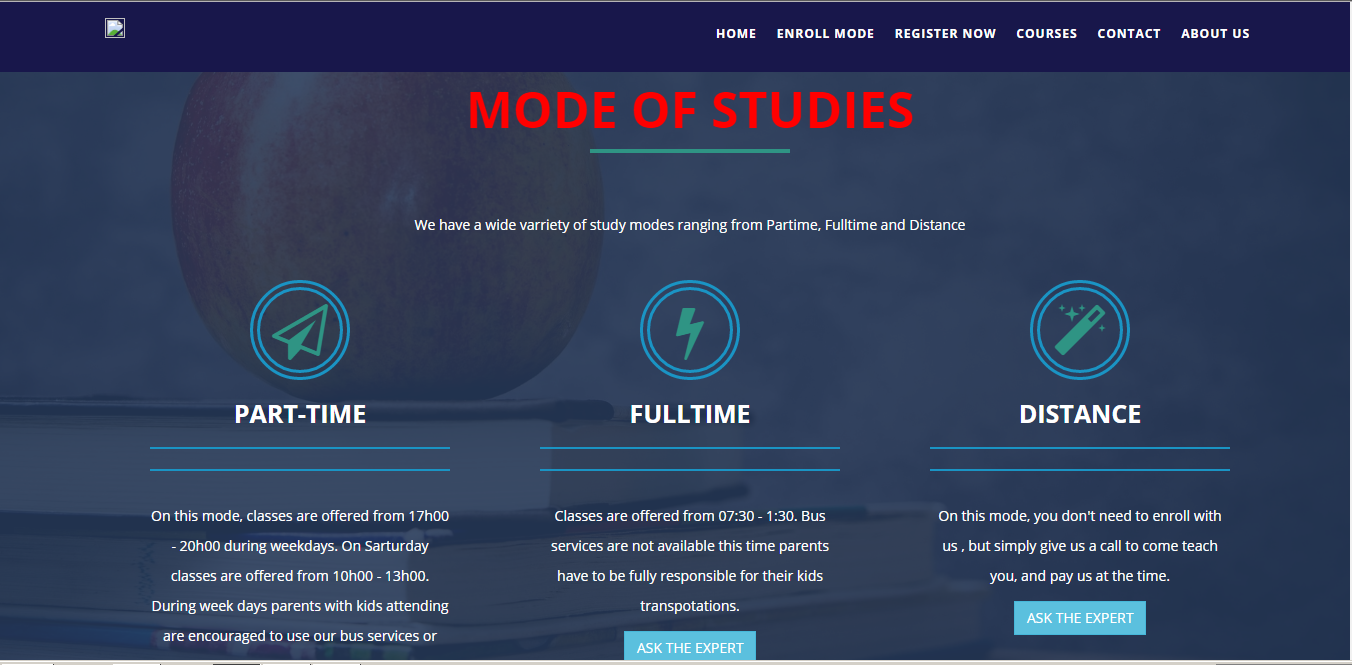 HOME ENROLL MODE REGISTER NOW COURSES CONTACT ABOUT US
MODE OF STUDIES
We have a wide varriety of study modes ranging from Partime, Fulltime and Distance
PART-TIME
On this mode, classes are offered from 17h00
- 20h00 during weekdays. On Sarturday
classes are offered from 10h00 - 13h00.
During week days parents with kids attending
are encouraged to use our bus services or
FULLTIME
Classes are offered from 07:30 - 1:30. Bus
services are not available this time parents
have to be fully responsible for their kids
transpotations.
ASK THE EXPERT
DISTANCE
On this mode, you don't need to enroll with
us , but simply give us a call to come teach
you, and pay us at the time.
ASK THE EXPERT